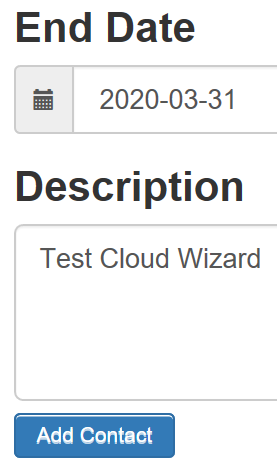 End Date
2020-03-31
Description
Test Cloud Wizard
Add Contact